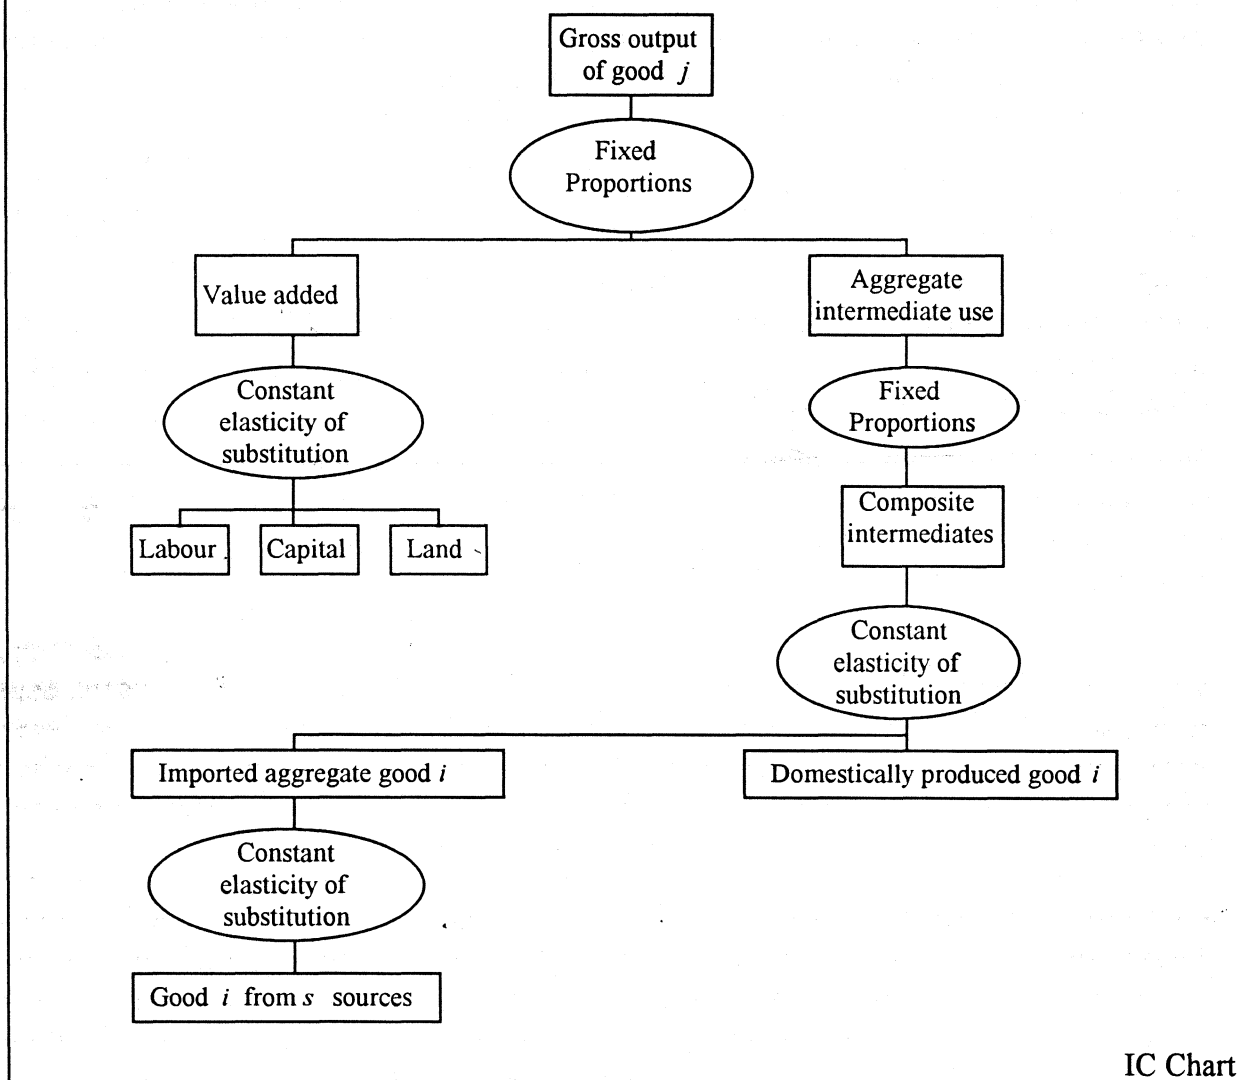 Gross output
of good j
Fixed
Proportions
Value added
Aggregate
intermediate use
Constant
elasticity of
substitution
Fixed
Proportions
Labour
Capital
Land
Composite
intermediates
Constant
elasticity of
substitution
Imported aggregate good i
Domestically produced good i
Constant
elasticity of
substitution
Good i from s sources
IC Chart